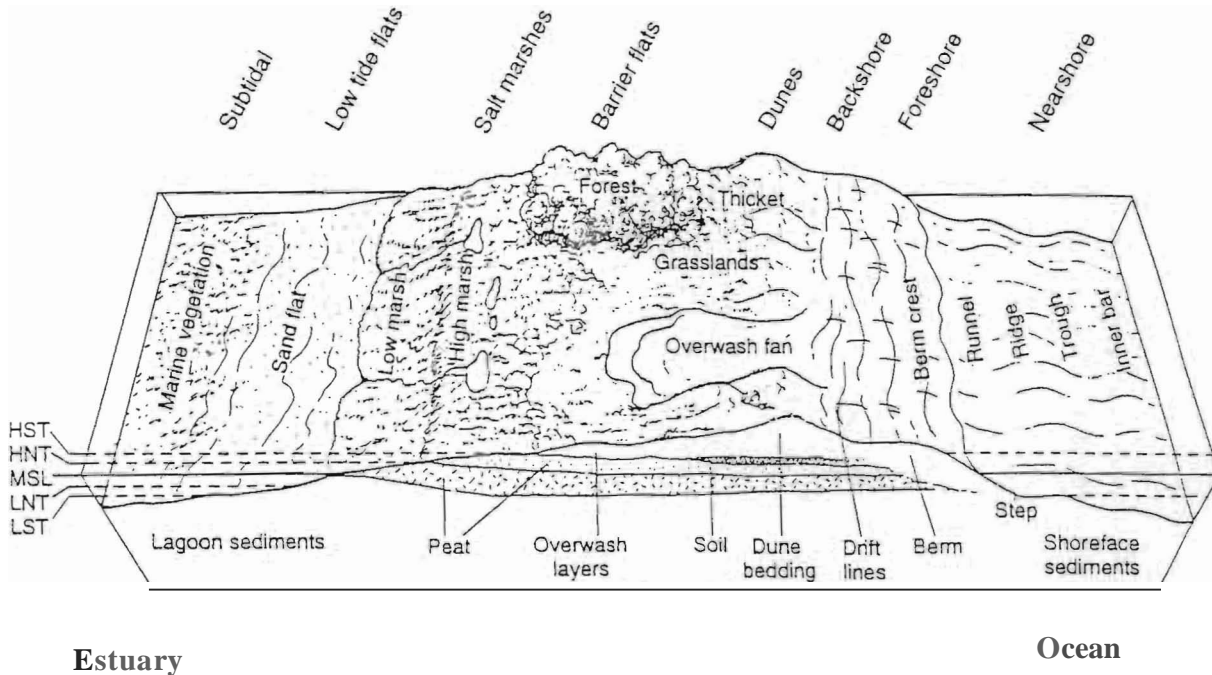 Subtidal
Low tide flats
Salt marshes
Barrier flats
Dunes
Backshore
Foreshore
Nearshore
Forest
Thicket
Grasslands
Marine vegetation
Sand flat
Low marsh
High marsh
Overwash fan
Berm crest
Runnel
Ridge
Trough
Inner bar
HST
HNT
MSL
LNT
LST
Step
Lagoon sediments
Peat
Overwash
layers
Soil
Dune
bedding
Drift
lines
Berm
Shoreface
sediments
Estuary
Ocean